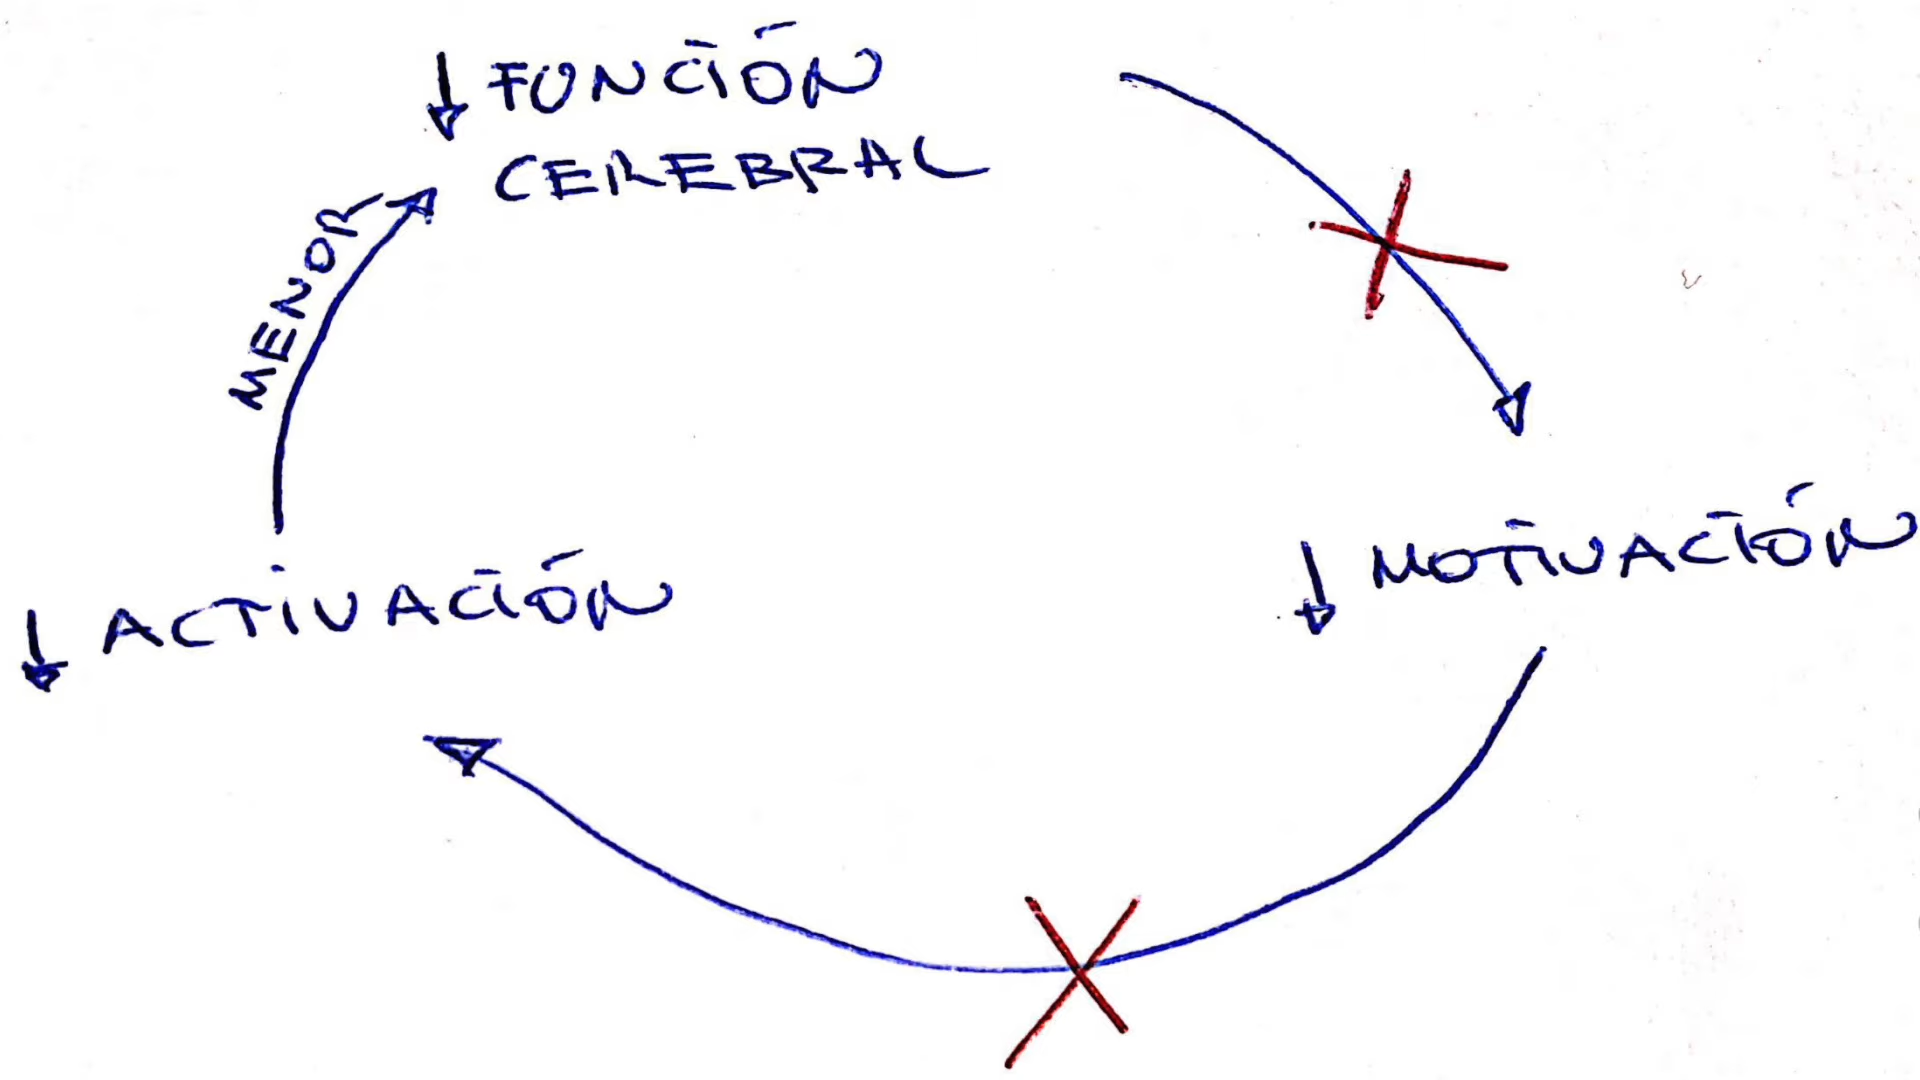 ↓ FUNCIÓN
CEREBRAL
MENOR
↓ MOTIVACIÓN
↓ ACTIVACIÓN